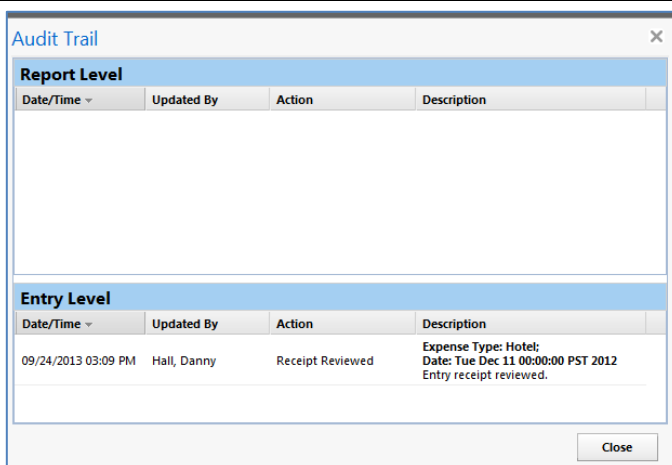 Audit Trail
Report Level
Date/Time Updated By Action Description
Entry Level
Date/Time Updated By Action Description
09/24/2013 03:09 PM Hall, Danny Receipt Reviewed Expense Type: Hotel;
Date: Tue Dec 11 00:00:00 PST 2012
Entry receipt reviewed.
Close